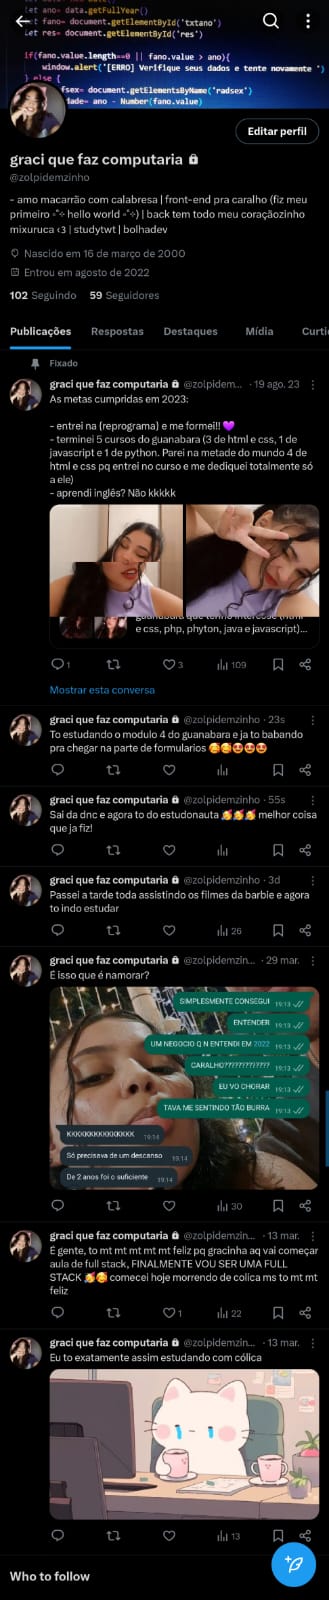 let data= new Date()
let ano= data.getFullYear()
let fano= document.getElementById('txtano')
let res= document.getElementById('res')
if(fano.value.length==0 || fano.value > ano){
window.alert('[ERRO] Verifique seus dados e tente novamente
} else {
fsex= document.getElementsByName('radsex')
dade= ano - Number(fano.value)
Editar perfil
graci que faz computaria
@zolpidemzinho
- amo macarrão com calabresa | front-end pra caralho (fiz meu
primeiro ◦°✧ hello world ◦°✧) | back tem todo meu coraçãozinho
mixuruca <3 | studytwt | bolhadev
Nascido em 16 de março de 2000
Entrou em agosto de 2022
102 Seguindo 59 Seguidores
Publicações Respostas Destaques Mídia Curti
Fixado
graci que faz computaria @zolpidem... · 19 ago. 23
As metas cumpridas em 2023:
- entrei na {reprograma} e me formei!! 💜
- terminei 5 cursos do guanabara (3 de html e css, 1 de
javascript e 1 de python. Parei na metade do mundo 4 de
html e css pq entrei no curso e me dediquei totalmente só
a ele)
- aprendi inglês? Não kkkkk
guanabara que tenho interesse (html
e css, php, phyton, java e javascript)...
1 3 109
Mostrar esta conversa
graci que faz computaria @zolpidemzinho · 23s
To estudando o modulo 4 do guanabara e ja to babando
pra chegar na parte de formularios 🥰🥰😍😍😍
graci que faz computaria @zolpidemzinho · 55s
Sai da dnc e agora to do estudonauta 🥳🥳🥳 melhor coisa
que ja fiz!
graci que faz computaria @zolpidemzinho · 3d
Passei a tarde toda assistindo os filmes da barbie e agora
to indo estudar
26
graci que faz computaria @zolpidemzin... · 29 mar.
É isso que é namorar?
SIMPLESMENTE CONSEGUI 19:13
ENTENDER 19:13
UM NEGOCIO Q N ENTENDI EM 2022 19:13
CARALHO???????????? 19:13
EU VO CHORAR 19:13
TAVA ME SENTINDO TÃO BURRA 19:13
KKKKKKKKKKKKKKK 19:14
Só precisava de um descanso 19:14
De 2 anos foi o suficiente 19:14
30
graci que faz computaria @zolpidemzin... · 13 mar.
É gente, to mt mt mt mt mt feliz pq gracinha aq vai começar
aula de full stack, FINALMENTE VOU SER UMA FULL
STACK 🥳🥰 comecei hoje morrendo de colica ms to mt mt
feliz
1 22
graci que faz computaria @zolpidemzin... · 13 mar.
Eu to exatamente assim estudando com cólica
13
Who to follow